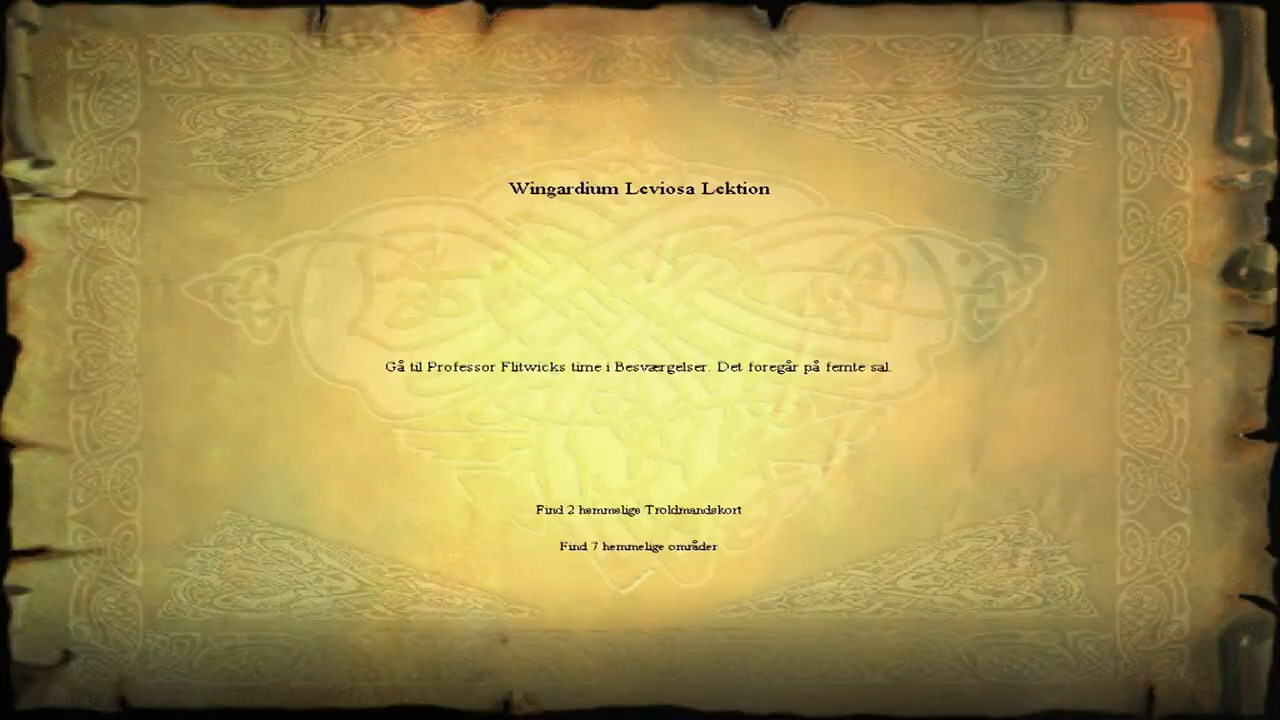 Wingardium Leviosa Lektion
Gå til Professor Flitwicks time i Besværgelser. Det foregår på femte sal.
Find 2 hemmelige Troldmandskort
Find 7 hemmelige områder